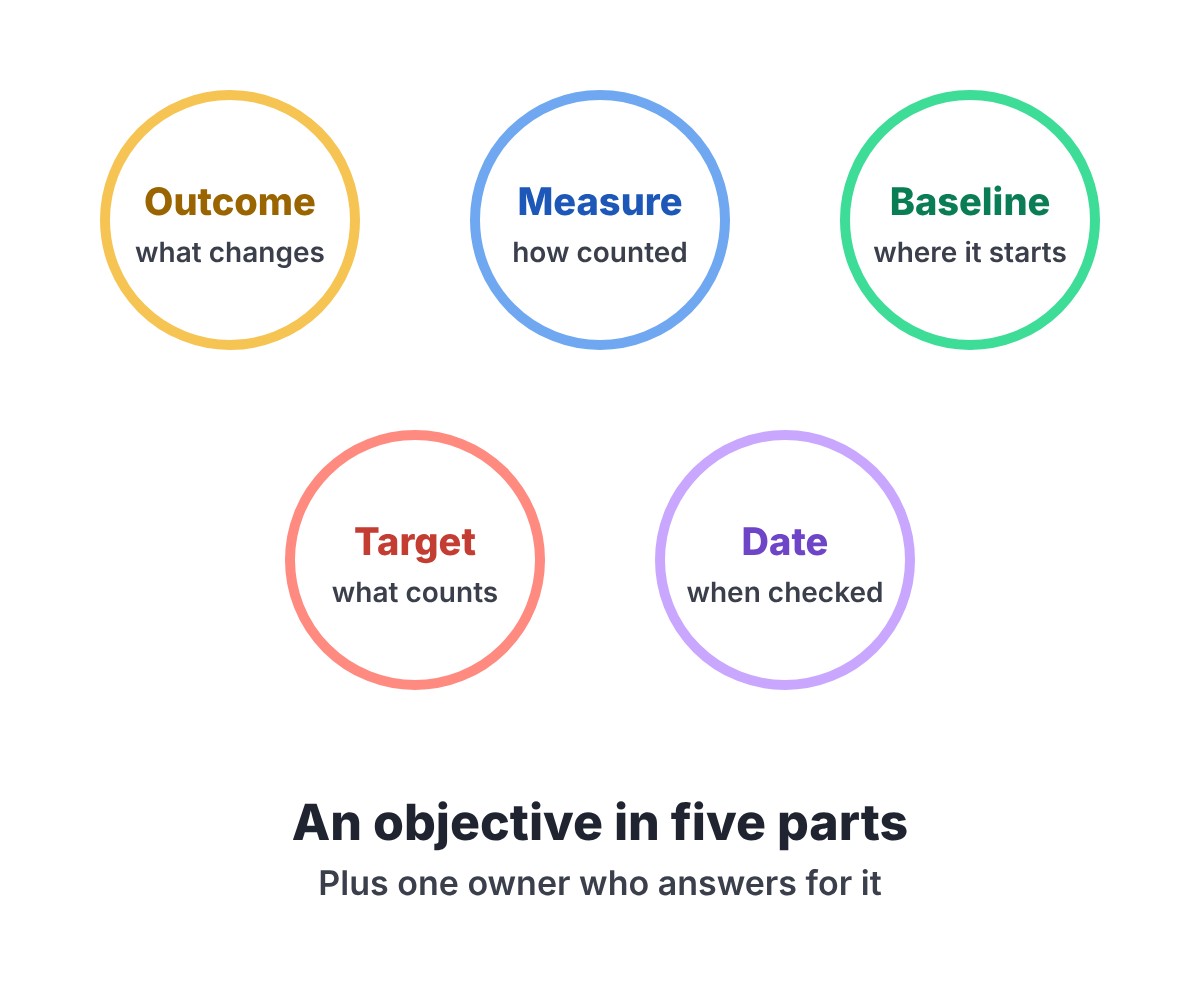 Outcome
what changes
Measure
how counted
Baseline
where it starts
Target
what counts
Date
when checked
An objective in five parts
Plus one owner who answers for it